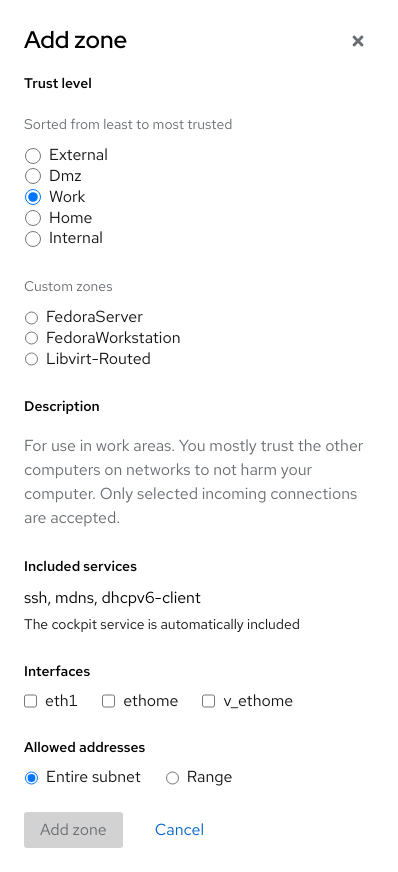 Add zone
Trust level
Sorted from least to most trusted
External
Dmz
Work
Home
Internal
Custom zones
FedoraServer
FedoraWorkstation
Libvirt-Routed
Description
For use in work areas. You mostly trust the other
computers on networks to not harm your
computer. Only selected incoming connections
are accepted.
Included services
ssh, mdns, dhcpv6-client
The cockpit service is automatically included
Interfaces
eth1 ethome v_ethome
Allowed addresses
Entire subnet Range
Add zone Cancel